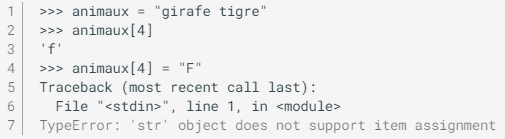 1 >>> animaux = "girafe tigre"
2 >>> animaux[4]
3 'f'
4 >>> animaux[4] = "F"
5 Traceback (most recent call last):
6   File "<stdin>", line 1, in <module>
7 TypeError: 'str' object does not support item assignment